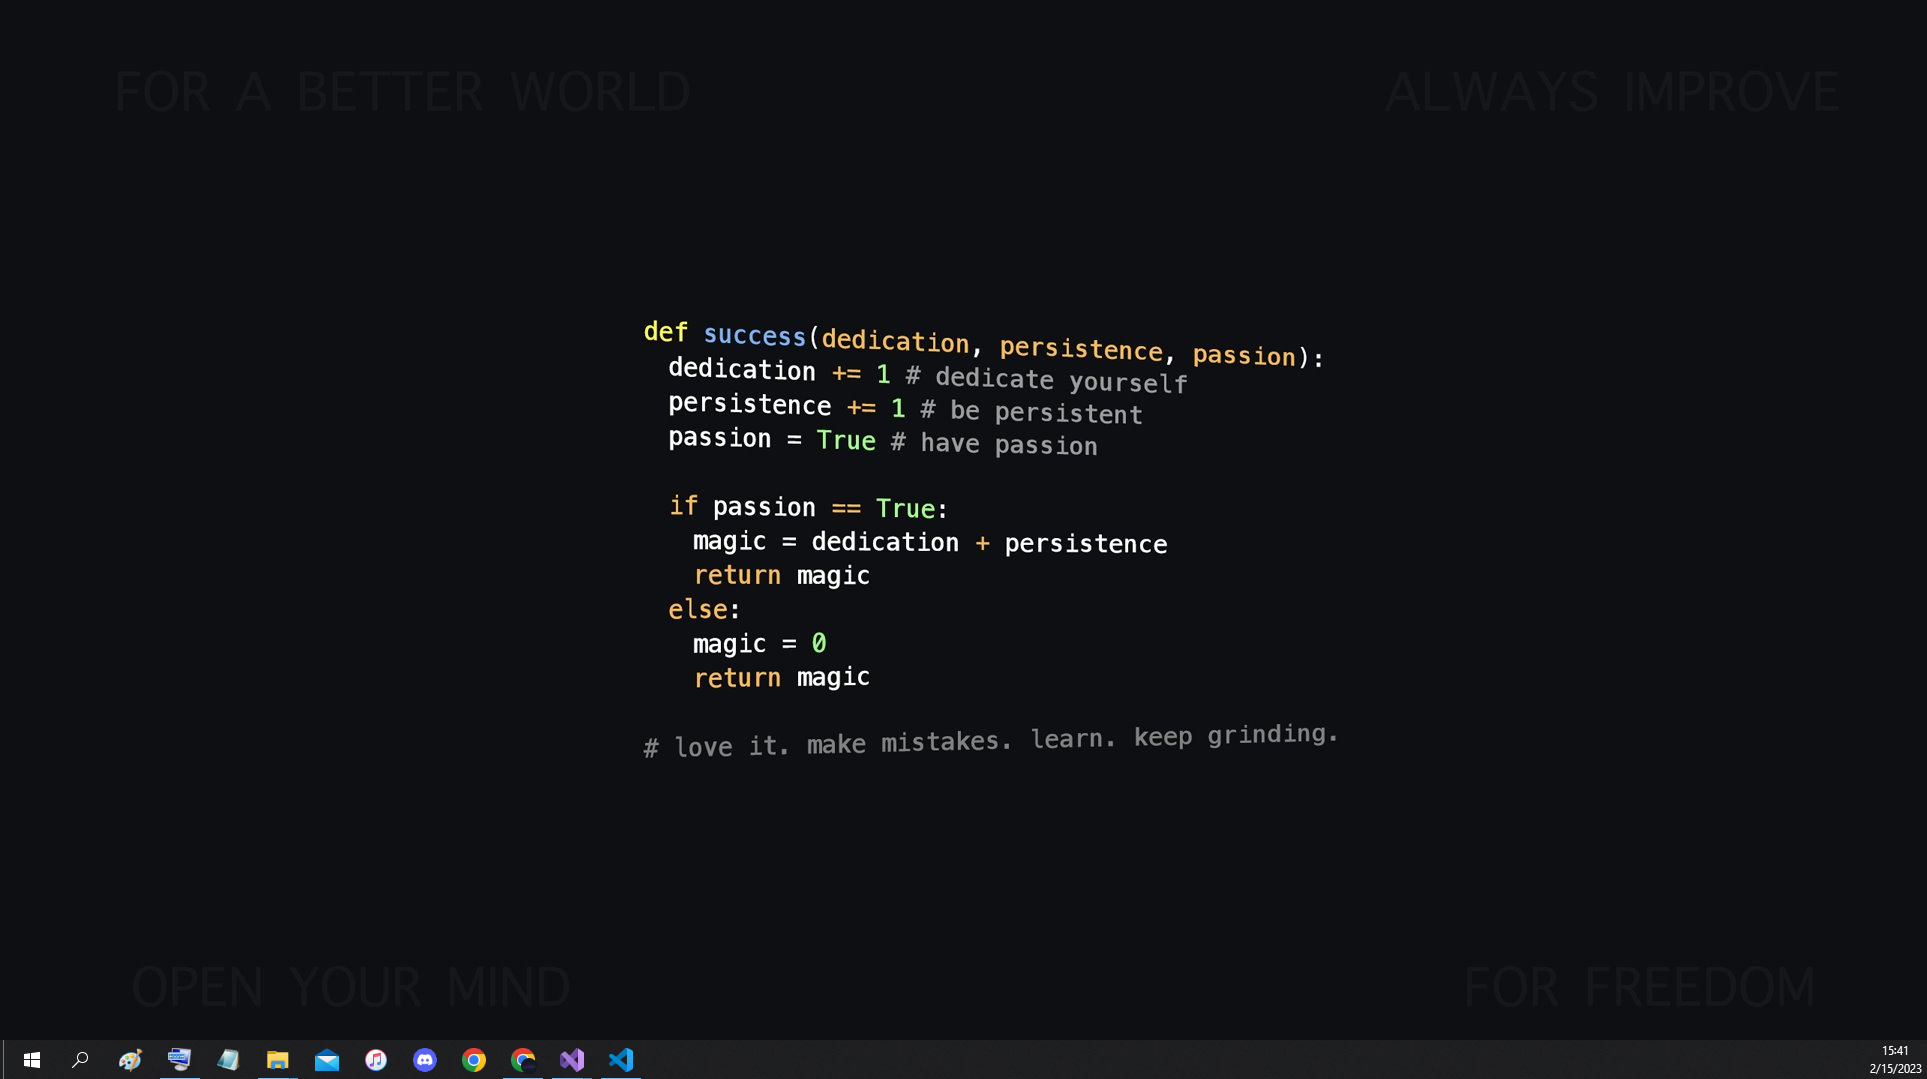 FOR A BETTER WORLD
ALWAYS IMPROVE
def success(dedication, persistence, passion):
dedication += 1 # dedicate yourself
persistence += 1 # be persistent
passion = True # have passion
if passion == True:
magic = dedication + persistence
return magic
else:
magic = 0
return magic
# love it. make mistakes. learn. keep grinding.
OPEN YOUR MIND
FOR FREEDOM
15:41
2/15/2023